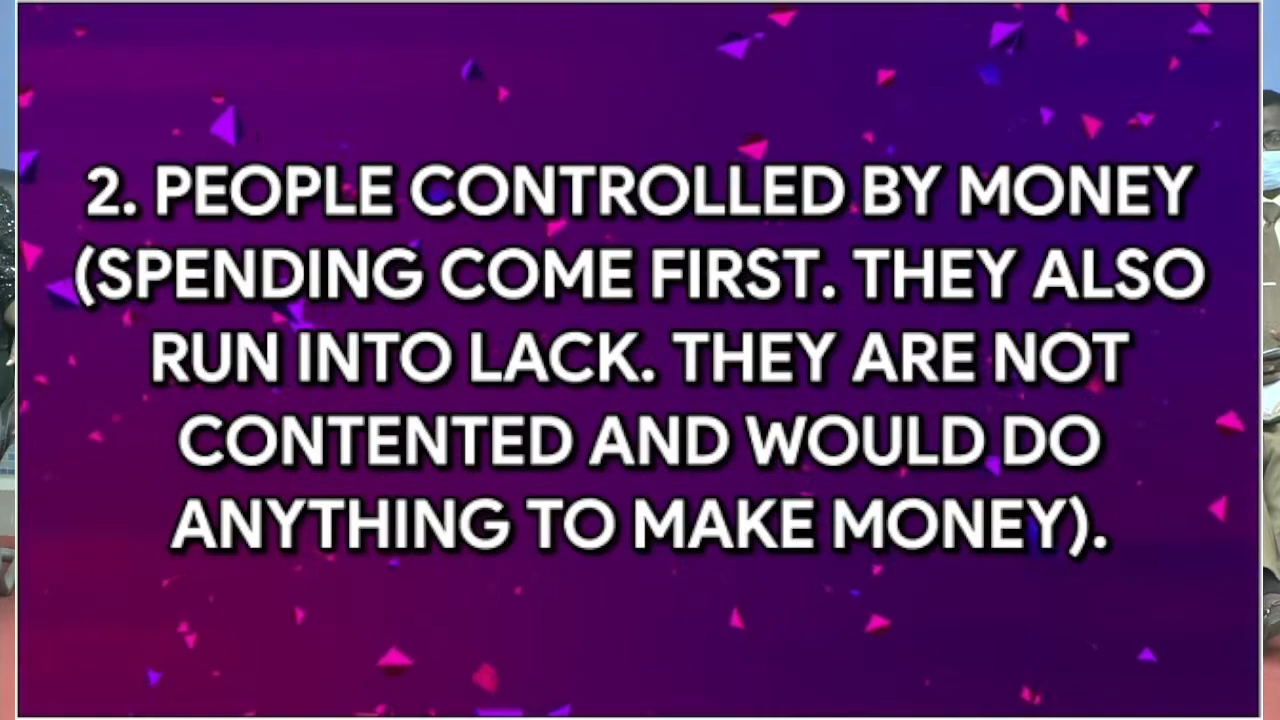 2. PEOPLE CONTROLLED BY MONEY
(SPENDING COME FIRST. THEY ALSO
RUN INTO LACK. THEY ARE NOT
CONTENTED AND WOULD DO
ANYTHING TO MAKE MONEY).